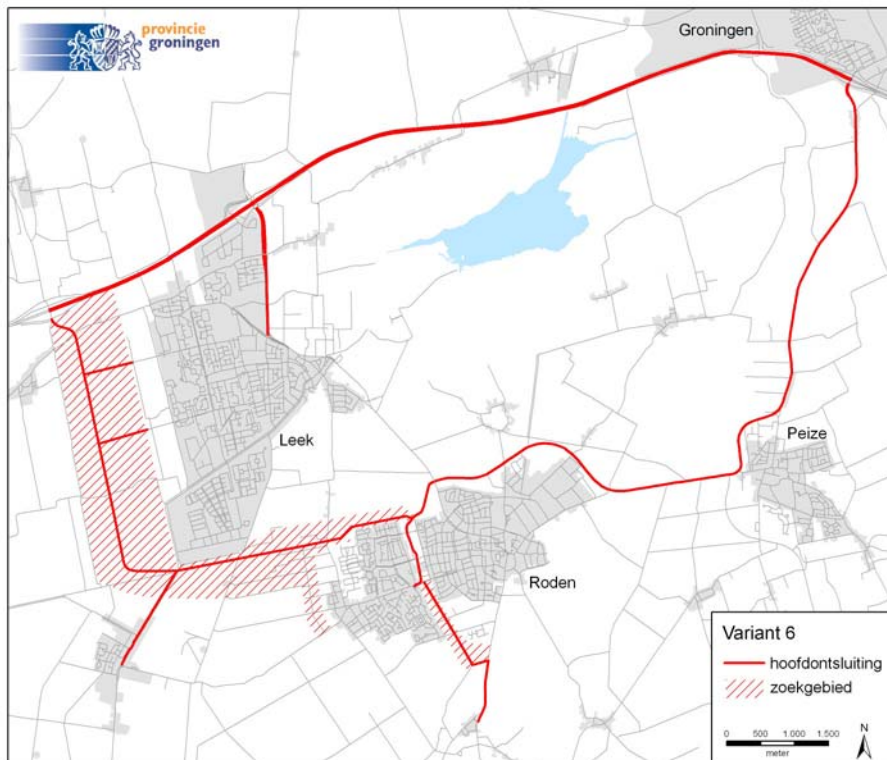 provincie
groningen
Groningen
Leek
Peize
Roden
Variant 6
hoofdontsluiting
zoekgebied
N
0 500 1.000 1.500
meter